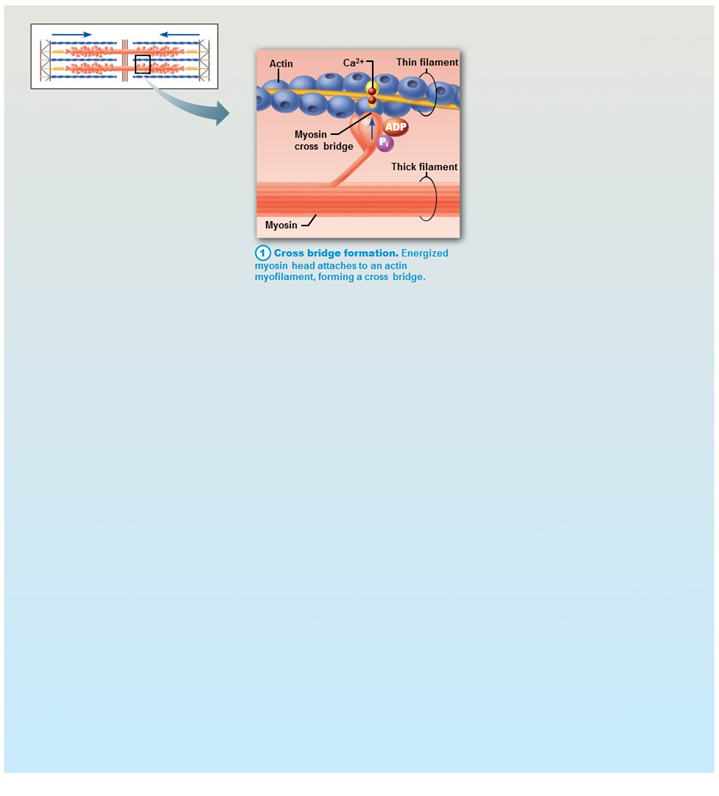 Actin
Ca2+
Thin filament
Myosin
cross bridge
ADP
Pi
Thick filament
Myosin
1 Cross bridge formation. Energized
myosin head attaches to an actin
myofilament, forming a cross bridge.